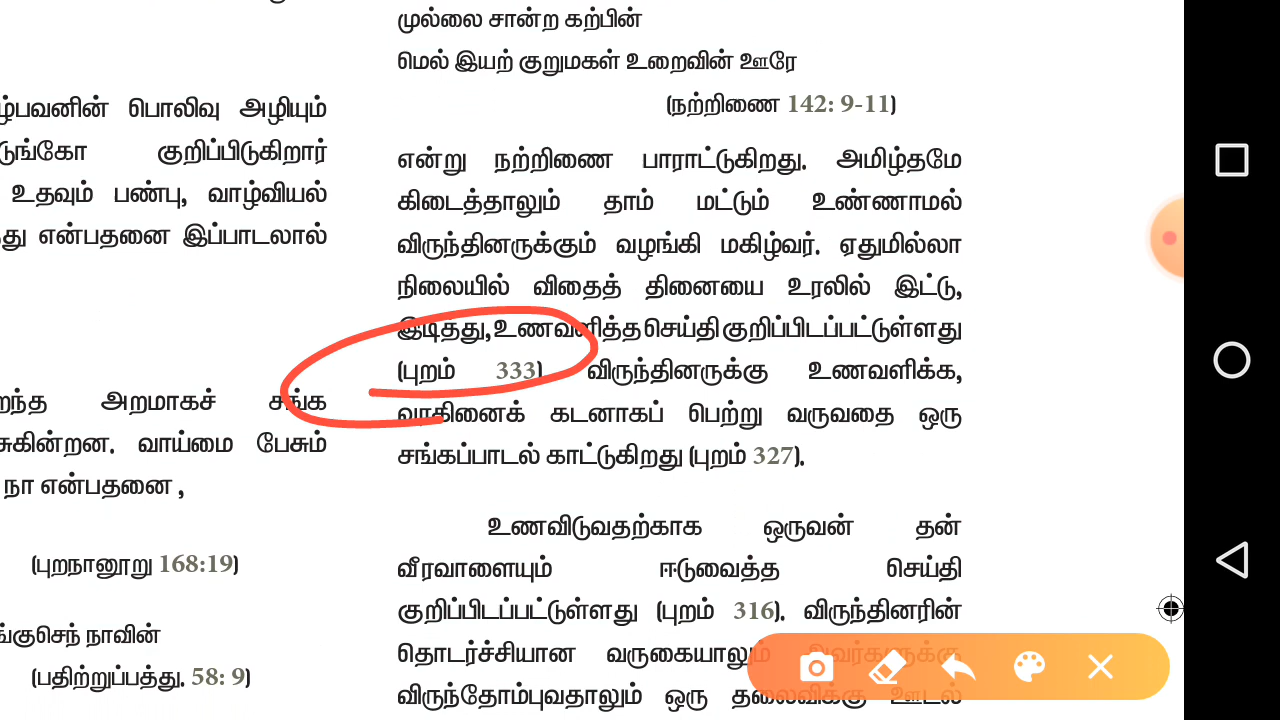 முல்லை சான்ற கற்பின்
மெல் இயற் குறுமகள் உறைவின் ஊரே
(நற்றிணை 142: 9-11)
என்று நற்றிணை பாராட்டுகிறது. அமிழ்தமே
கிடைத்தாலும் தாம் மட்டும் உண்ணாமல்
விருந்தினருக்கும் வழங்கி மகிழ்வர். ஏதுமில்லா
நிலையில் விதைத் தினையை உரலில் இட்டு,
இடித்து, உணவளித்த செய்தி குறிப்பிடப்பட்டுள்ளது
(புறம் 333) விருந்தினருக்கு உணவளிக்க,
வரகினைக் கடனாகப் பெற்று வருவதை ஒரு
சங்கப்பாடல் காட்டுகிறது (புறம் 327).
உணவிடுவதற்காக ஒருவன் தன்
வீரவாளையும் ஈடுவைத்த செய்தி
குறிப்பிடப்பட்டுள்ளது (புறம் 316). விருந்தினரின்
தொடர்ச்சியான வருகையாலும் அவர்களுக்கு
விருந்தோம்புவதாலும் ஒரு தலைவிக்கு ஊடல்
ழ்பவனின் பொலிவு அழியும்
டுங்கோ குறிப்பிடுகிறார்
உதவும் பண்பு, வாழ்வியல்
து என்பதனை இப்பாடலால்
றந்த அறமாகச் சங்க
சுகின்றன. வாய்மை பேசும்
நா என்பதனை ,
(புறநானூறு 168:19)
ங்குசெந் நாவின்
(பதிற்றுப்பத்து. 58: 9)